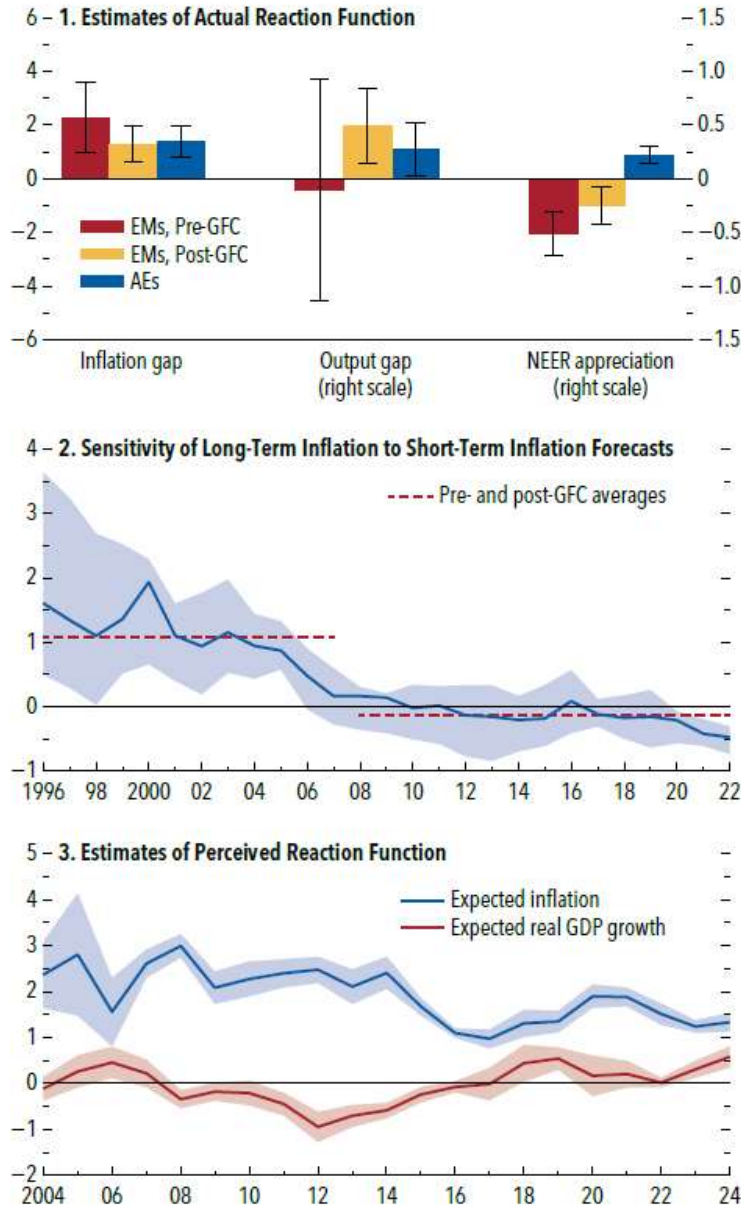 1. Estimates of Actual Reaction Function
6
4
2
0
−2
−4
−6
1.5
1.0
0.5
0
−0.5
−1.0
−1.5
EMs, Pre-GFC
EMs, Post-GFC
AEs
Inflation gap
Output gap
(right scale)
NEER appreciation
(right scale)
2. Sensitivity of Long-Term Inflation to Short-Term Inflation Forecasts
Pre- and post-GFC averages
4
3
2
1
0
−1
1996 98 2000 02 04 06 08 10 12 14 16 18 20 22
3. Estimates of Perceived Reaction Function
Expected inflation
Expected real GDP growth
5
4
3
2
1
0
−1
−2
2004 06 08 10 12 14 16 18 20 22 24